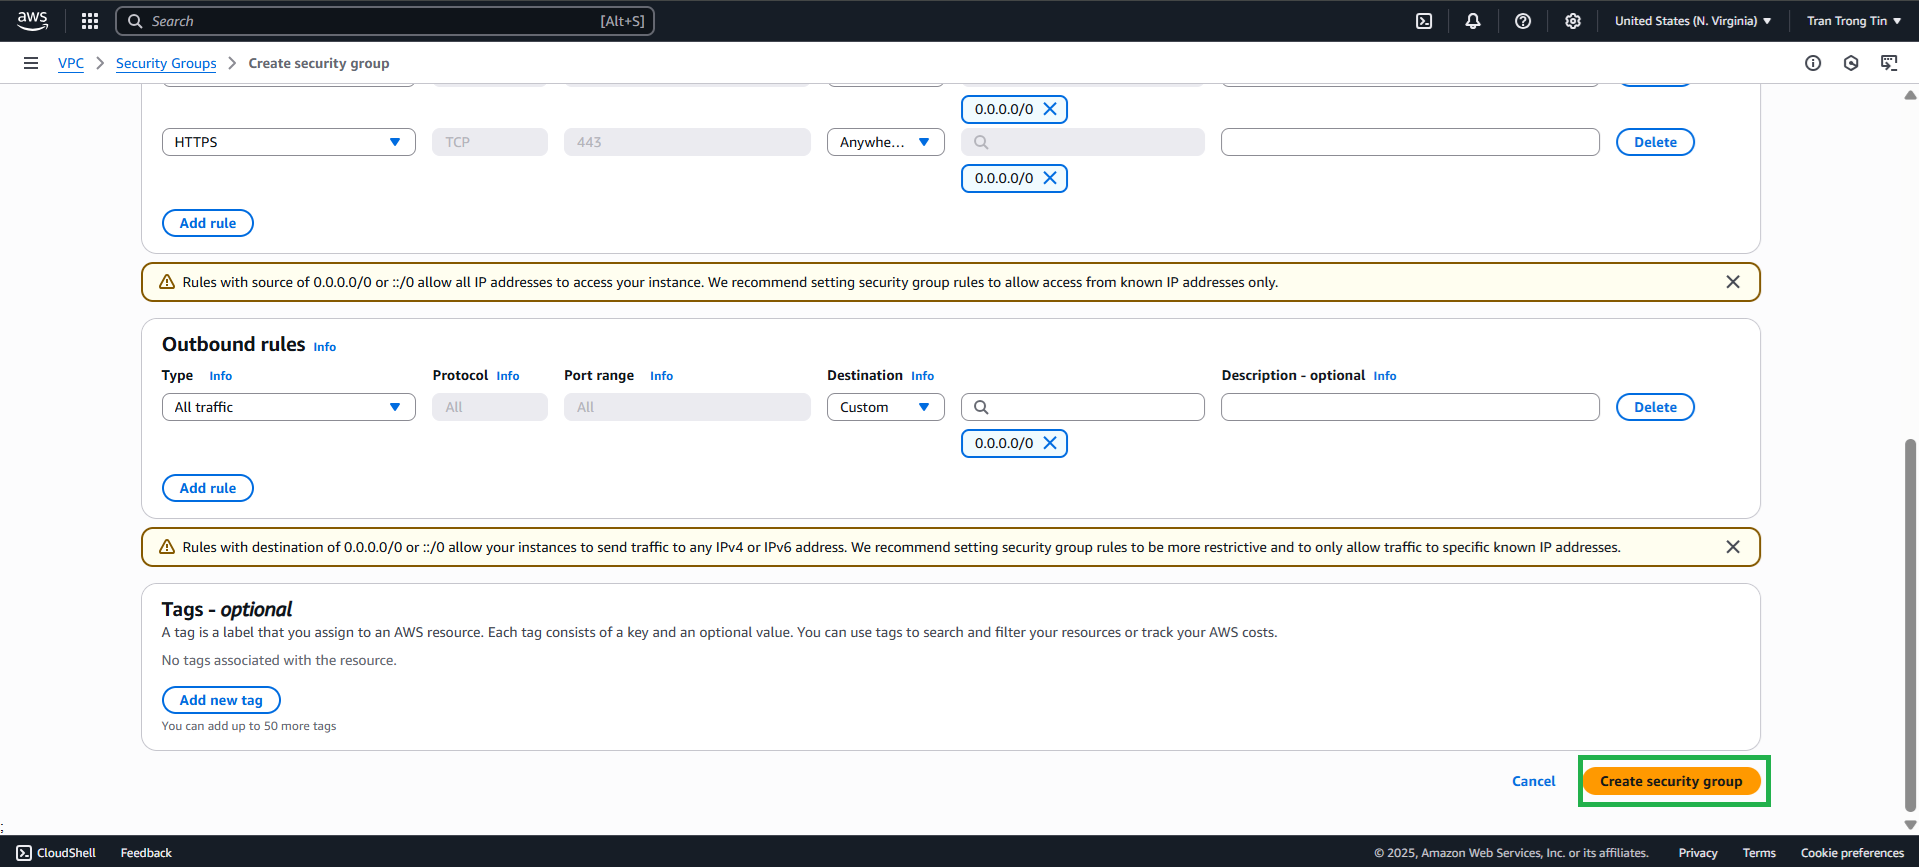 aws Search [Alt+S] United States (N. Virginia) Tran Trong Tin
VPC Security Groups Create security group
0.0.0.0/0
HTTPS TCP 443 Anywhe... Delete
0.0.0.0/0
Add rule
Rules with source of 0.0.0.0/0 or ::/0 allow all IP addresses to access your instance. We recommend setting security group rules to allow access from known IP addresses only.
Outbound rules Info
Type Info Protocol Info Port range Info Destination Info Description - optional Info
All traffic All All Custom Delete
0.0.0.0/0
Add rule
Rules with destination of 0.0.0.0/0 or ::/0 allow your instances to send traffic to any IPv4 or IPv6 address. We recommend setting security group rules to be more restrictive and to only allow traffic to specific known IP addresses.
Tags - optional
A tag is a label that you assign to an AWS resource. Each tag consists of a key and an optional value. You can use tags to search and filter your resources or track your AWS costs.
No tags associated with the resource.
Add new tag
You can add up to 50 more tags
Cancel Create security group
;
CloudShell Feedback © 2025, Amazon Web Services, Inc. or its affiliates. Privacy Terms Cookie preferences